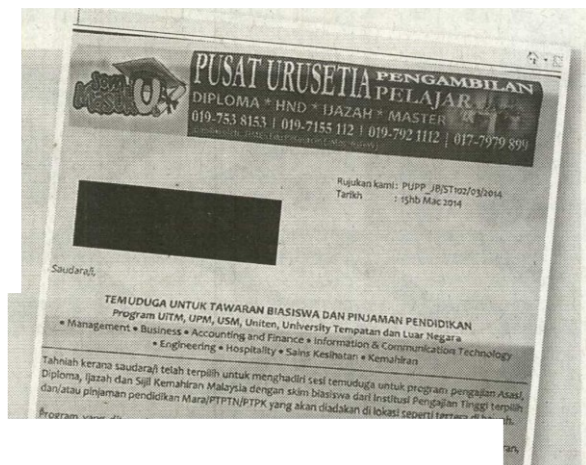 Jom Masuk U
PUSAT URUSETIA PENGAMBILAN PELAJAR
DIPLOMA * HND * IJAZAH * MASTER
019-753 8153 | 019-7155 112 | 019-792 1112 | 017-7979 899
Rujukan kami : PUPP_JB/ST102/03/2014
Tarikh : 15hb Mac 2014
Saudara/i,
TEMUDUGA UNTUK TAWARAN BIASISWA DAN PINJAMAN PENDIDIKAN
Program UiTM, UPM, USM, Uniten, University Tempatan dan Luar Negara
• Management • Business • Accounting and Finance • Information & Communication Technology
• Engineering • Hospitality • Sains Kesihatan • Kemahiran
Tahniah kerana saudara/i telah terpilih untuk menghadiri sesi temuduga untuk program pengajian Asasi,
Diploma, Ijazah dan Sijil Kemahiran Malaysia dengan skim biasiswa dari Institusi Pengajian Tinggi terpilih
dan/atau pinjaman pendidikan Mara/PTPTN/PTPK yang akan diadakan di lokasi seperti tertera di bawah.
Program yang